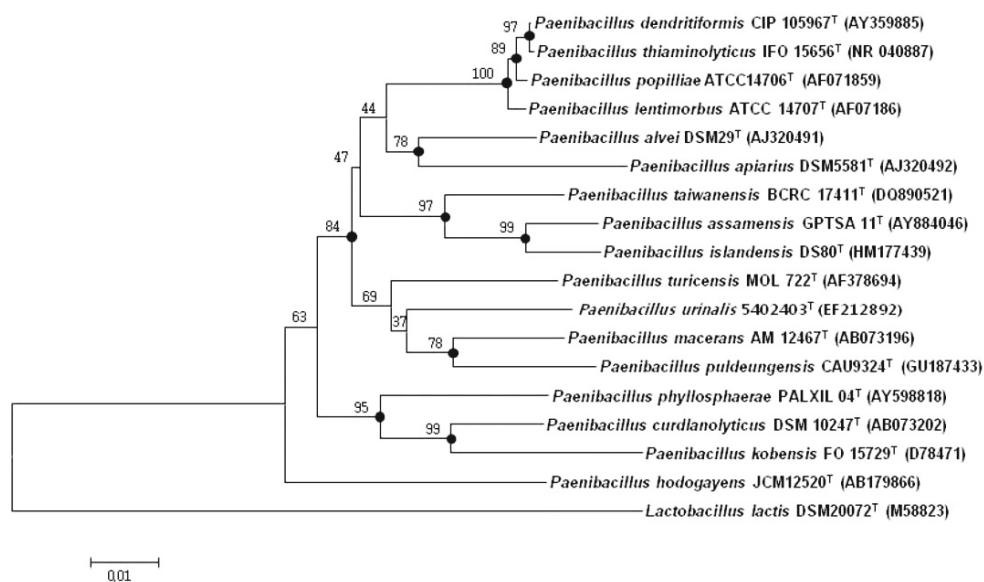 97
Paenibacillus dendritiformis CIP 105967ᵀ (AY359885)
89
Paenibacillus thiaminolyticus IFO 15656ᵀ (NR 040887)
100
Paenibacillus popilliae ATCC14706ᵀ (AF071859)
Paenibacillus lentimorbus ATCC 14707ᵀ (AF07186)
44
78
Paenibacillus alvei DSM29ᵀ (AJ320491)
Paenibacillus apiarius DSM5581ᵀ (AJ320492)
47
Paenibacillus taiwanensis BCRC 17411ᵀ (DQ890521)
97
99
Paenibacillus assamensis GPTSA 11ᵀ (AY884046)
84
Paenibacillus islandensis DS80ᵀ (HM177439)
Paenibacillus turicensis MOL 722ᵀ (AF378694)
69
Paenibacillus urinalis 5402403ᵀ (EF212892)
37
63
Paenibacillus macerans AM 12467ᵀ (AB073196)
78
Paenibacillus puldeungensis CAU9324ᵀ (GU187433)
Paenibacillus phyllosphaerae PALXIL 04ᵀ (AY598818)
95
Paenibacillus curdlanolyticus DSM 10247ᵀ (AB073202)
99
Paenibacillus kobensis FO 15729ᵀ (D78471)
Paenibacillus hodogayens JCM12520ᵀ (AB179866)
Lactobacillus lactis DSM20072ᵀ (M58823)
0.01